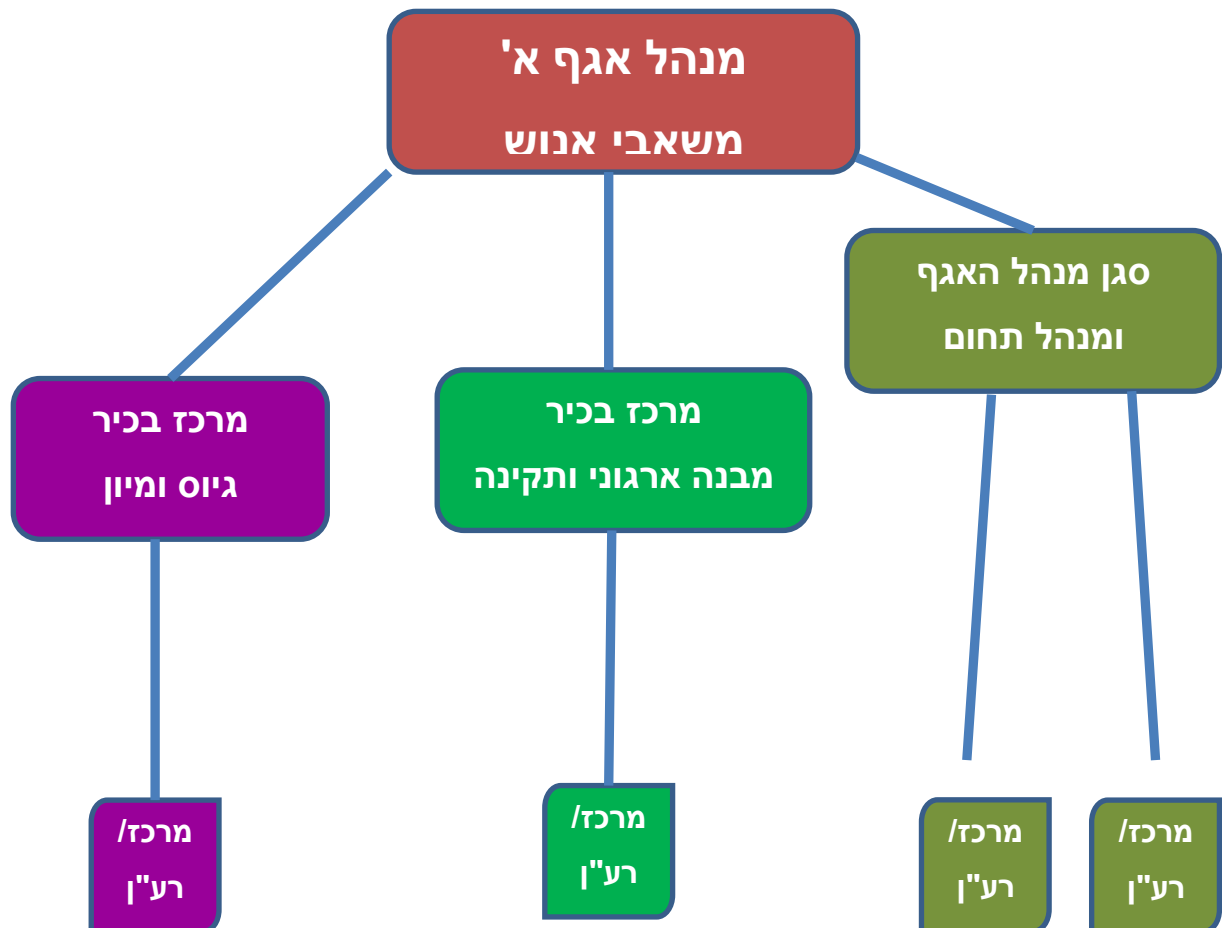 מנהל אגף א'
משאבי אנוש
סגן מנהל האגף
ומנהל תחום
מרכז בכיר
מבנה ארגוני ותקינה
מרכז בכיר
גיוס ומיון
מרכז/
רע"ן
מרכז/
רע"ן
מרכז/
רע"ן
מרכז/
רע"ן